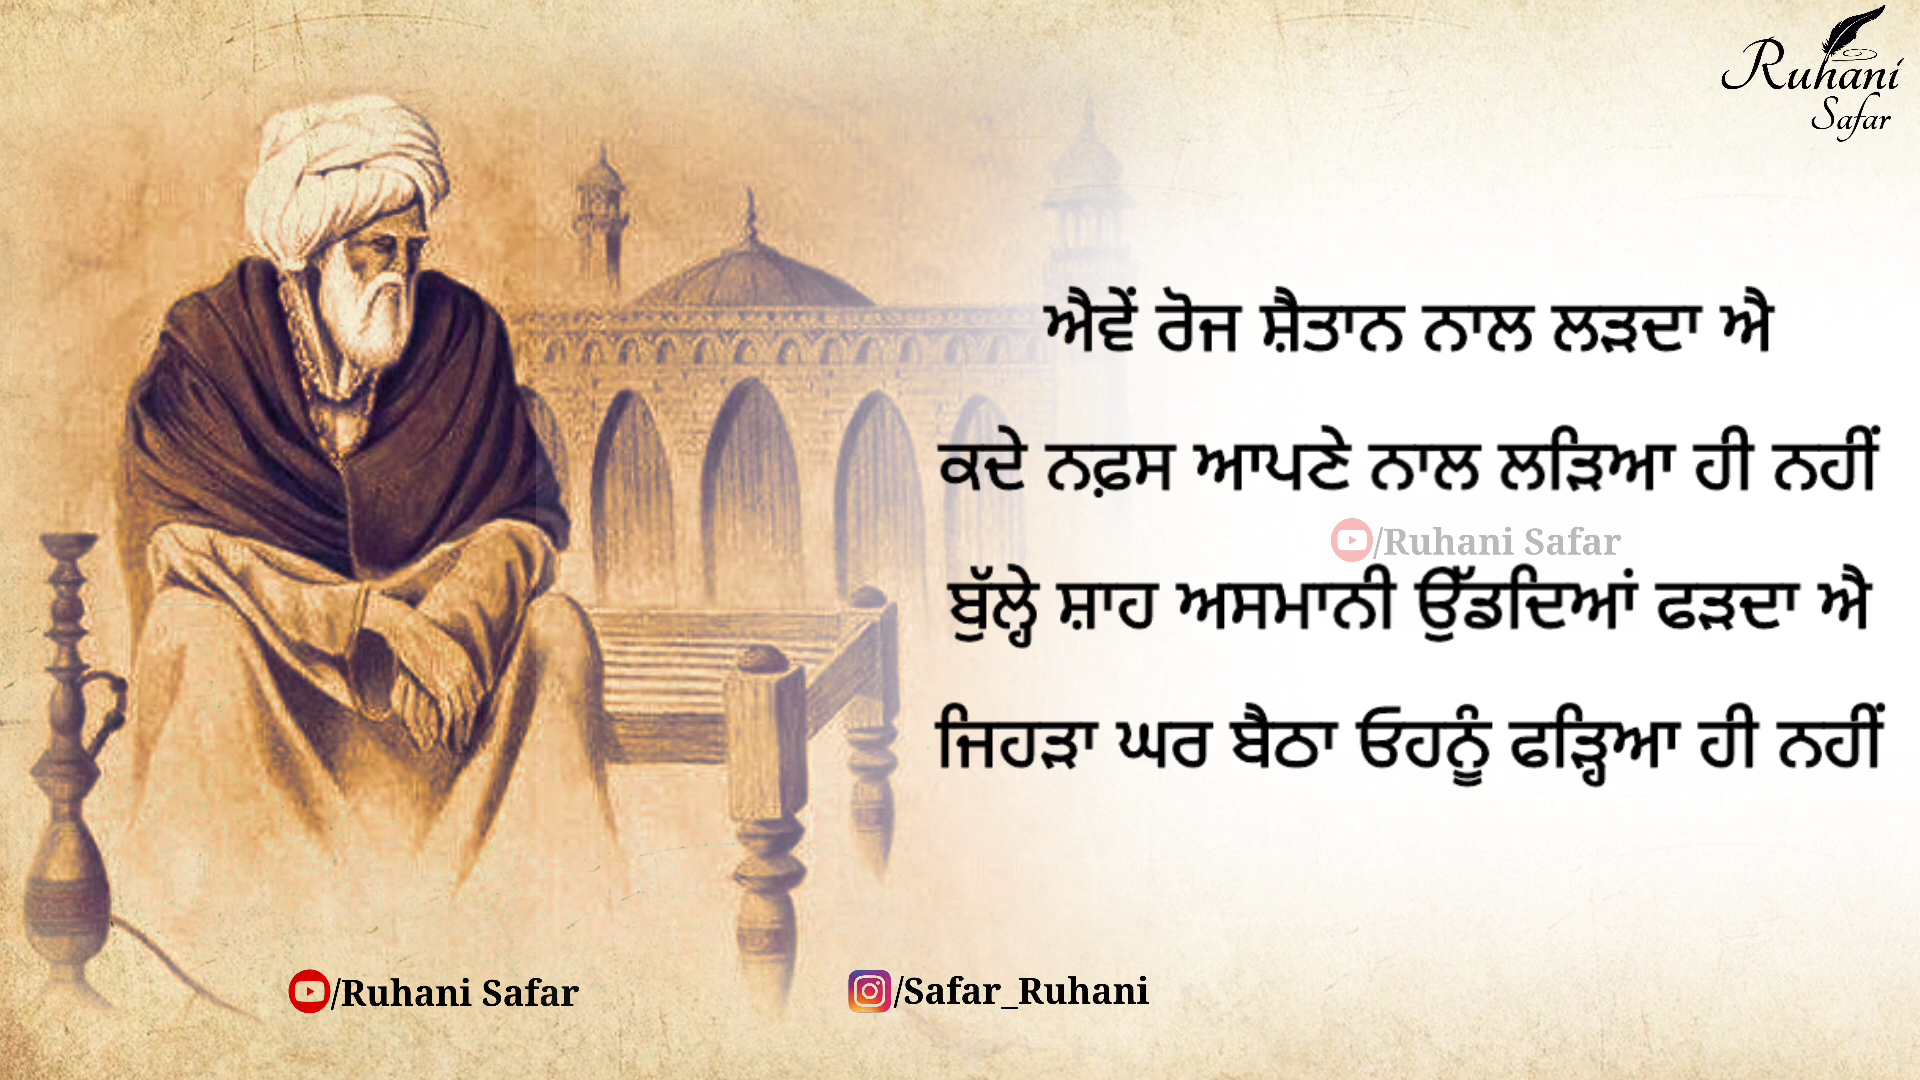 Ruhani
Safar
ਐਵੇਂ ਰੋਜ ਸ਼ੈਤਾਨ ਨਾਲ ਲੜਦਾ ਐ
ਕਦੇ ਨਫ਼ਸ ਆਪਣੇ ਨਾਲ ਲੜਿਆ ਹੀ ਨਹੀਂ
/Ruhani Safar
ਬੁੱਲ੍ਹੇ ਸ਼ਾਹ ਅਸਮਾਨੀ ਉੱਡਦਿਆਂ ਫੜਦਾ ਐ
ਜਿਹੜਾ ਘਰ ਬੈਠਾ ਓਹਨੂੰ ਫੜ੍ਹਿਆ ਹੀ ਨਹੀਂ
/Ruhani Safar
/Safar_Ruhani